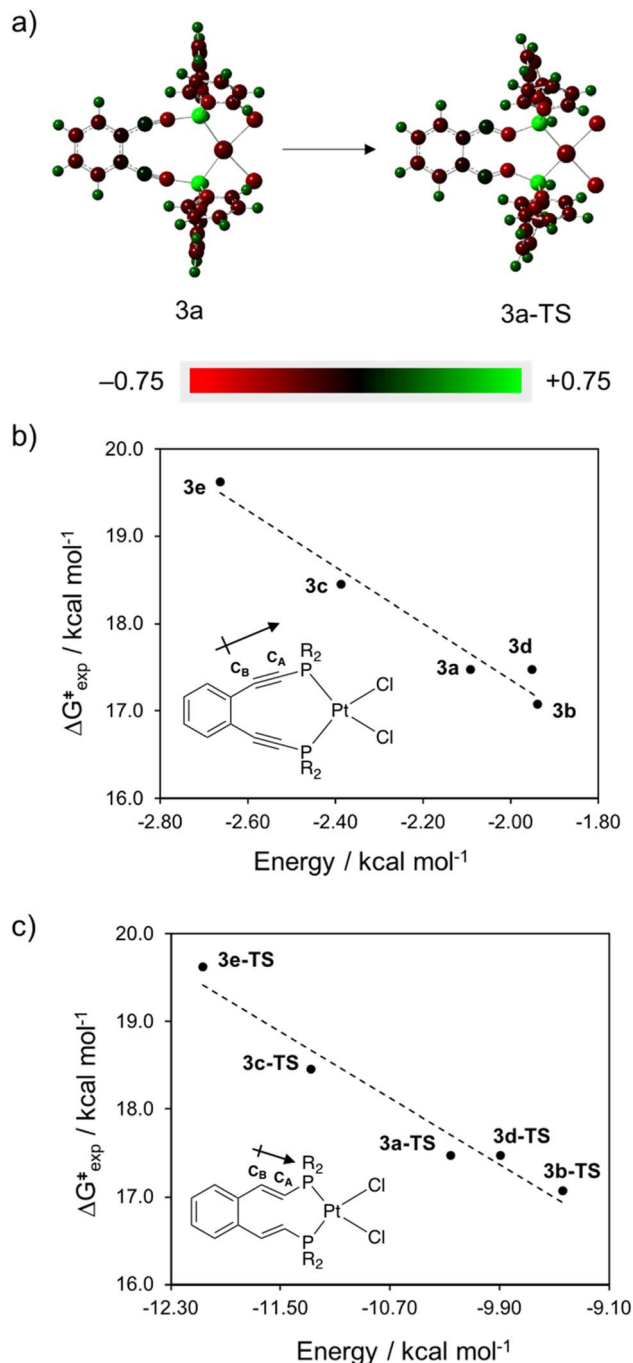 a)
3a
3a-TS
–0.75
+0.75
b)
20.0
19.0
18.0
17.0
16.0
ΔG‡exp / kcal mol-1
3e
3c
3d
3a
3b
CB
CA
R2
P
Pt
Cl
Cl
P
R2
-2.80
-2.60
-2.40
-2.20
-2.00
-1.80
Energy / kcal mol-1
c)
20.0
19.0
18.0
17.0
16.0
ΔG‡exp / kcal mol-1
3e-TS
3c-TS
3a-TS
3d-TS
3b-TS
CB
CA
R2
P
Pt
Cl
Cl
P
R2
-12.30
-11.50
-10.70
-9.90
-9.10
Energy / kcal mol-1